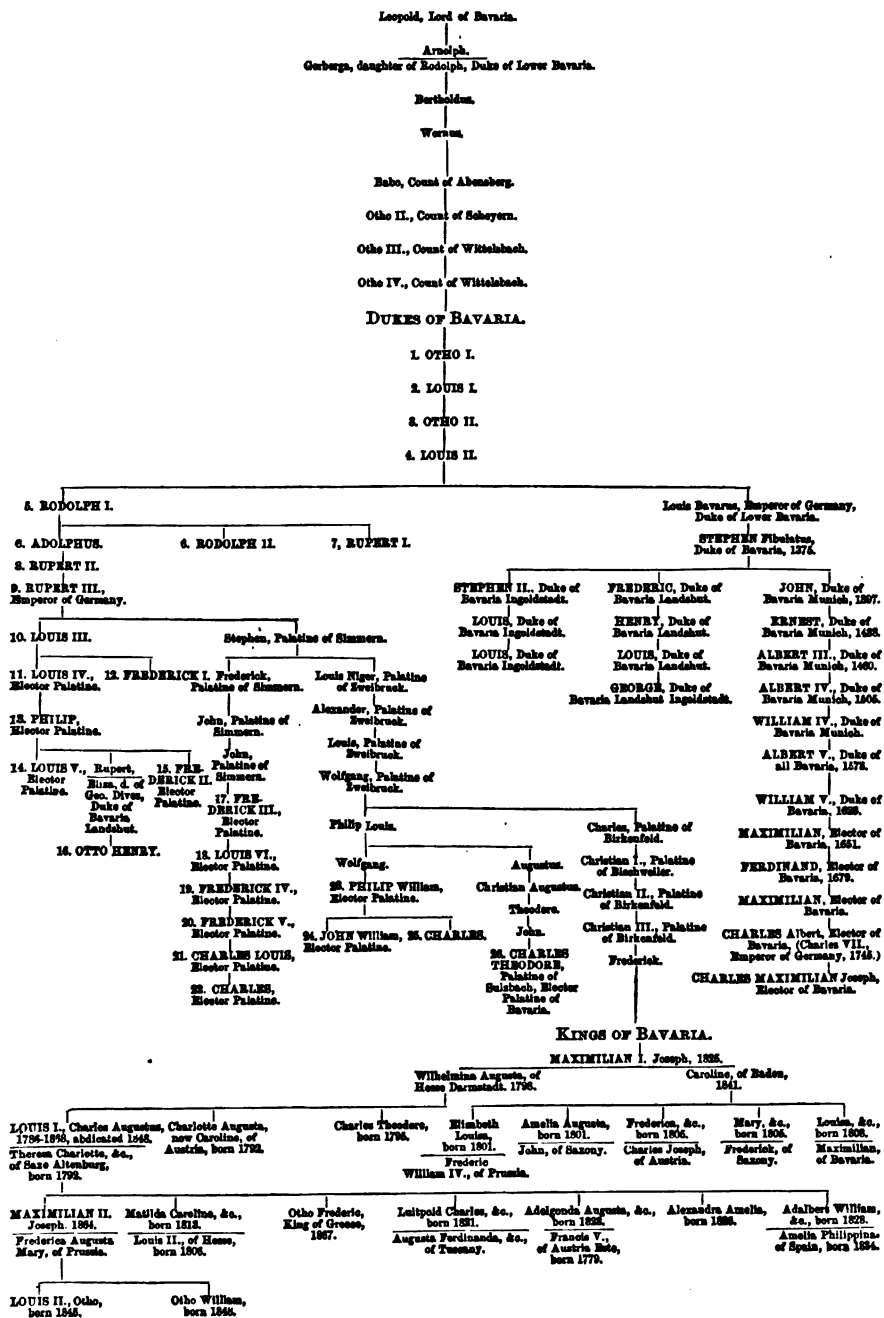 Leopold, Lord of Bavaria.
Arnolph.
Gerberga, daughter of Rodolph, Duke of Lower Bavaria.
Bertholdus.
Wernus.
Babo, Count of Abensberg.
Otho II., Count of Scheyern.
Otho III., Count of Wittelsbach.
Otho IV., Count of Wittelsbach.
DUKES OF BAVARIA.
1. OTHO I.
2. LOUIS I.
3. OTHO II.
4. LOUIS II.
5. RODOLPH I.
6. ADOLPHUS.
6. RODOLPH II.
7, RUPERT I.
8. RUPERT II.
9. RUPERT III.,
Emperor of Germany.
10. LOUIS III.
Stephen, Palatine of Simmern.
11. LOUIS IV.,
Elector Palatine.
12. FREDERICK I.
13. PHILIP,
Elector Palatine.
14. LOUIS V.,
Elector
Palatine.
Rupert,
Eliza, d. of
Geo. Dives,
Duke of
Bavaria
Landshut.
15. FRE-
DERICK II.
Elector
Palatine.
16. OTTO HENRY.
Frederick,
Palatine of Simmern.
John, Palatine of
Simmern.
John,
Palatine of
Simmern.
17. FRE-
DERICK III.,
Elector
Palatine.
18. LOUIS VI.,
Elector Palatine.
19. FREDERICK IV.,
Elector Palatine.
20. FREDERICK V.,
Elector Palatine.
21. CHARLES LOUIS,
Elector Palatine.
22. CHARLES,
Elector Palatine.
Louis Niger, Palatine
of Zweibruck.
Alexander, Palatine of
Zweibruck.
Louis, Palatine of
Zweibruck.
Wolfgang, Palatine of
Zweibruck.
Philip Louis.
Wolfgang.
23. PHILIP William,
Elector Palatine.
24. JOHN William,
Elector Palatine.
25. CHARLES,
Augustus.
Christian Augustus.
Theodore.
John.
26. CHARLES
THEODORE,
Palatine of
Sulzbach, Elector
Palatine of
Bavaria.
Charles, Palatine of
Birkenfeld.
Christian I., Palatine
of Bischweiler.
Christian II., Palatine
of Birkenfeld.
Christian III., Palatine
of Birkenfeld.
Frederick.
Louis Bavarus, Emperor of Germany,
Duke of Lower Bavaria.
STEPHEN Fibulatus,
Duke of Bavaria, 1375.
STEPHEN II., Duke of
Bavaria Ingoldstadt.
LOUIS, Duke of
Bavaria Ingoldstadt.
LOUIS, Duke of
Bavaria Ingoldstadt.
FREDERIC, Duke of
Bavaria Landshut.
HENRY, Duke of
Bavaria Landshut.
LOUIS, Duke of
Bavaria Landshut.
GEORGE, Duke of
Bavaria Landshut Ingoldstadt.
JOHN, Duke of
Bavaria Munich, 1397.
ERNEST, Duke of
Bavaria Munich, 1438.
ALBERT III., Duke of
Bavaria Munich, 1460.
ALBERT IV., Duke of
Bavaria Munich,
WILLIAM IV., Duke of
Bavaria Munich.
ALBERT V., Duke of
all Bavaria,
WILLIAM V., Duke of
Bavaria,
MAXIMILIAN, Elector of
Bavaria, 1651.
FERDINAND, Elector of
Bavaria, 1679.
MAXIMILIAN, Elector of
Bavaria.
CHARLES Albert, Elector of
Bavaria, (Charles VII.,
Emperor of Germany, 1745.)
CHARLES MAXIMILIAN Joseph,
Elector of Bavaria.
KINGS OF BAVARIA.
MAXIMILIAN I. Joseph, 1825.
Wilhelmina Augusta, of
Hesse Darmstadt. 1796.
Caroline, of Baden,
1841.
LOUIS I., Charles Augustus,
abdicated 1848.
Theresa Charlotte, &c.,
of Saxe Altenburg,
born 1792.
Charlotte Augusta,
now Caroline, of
Austria, born 1792.
Charles Theodore,
born 1795.
Elizabeth
Louisa,
born 1801.
Frederic
William IV., of Prussia.
Amelia Augusta,
born 1801.
John, of Saxony.
Frederica, &c.,
born 1805.
Charles Joseph,
of Austria.
Mary, &c.,
born 1805.
Frederick, of
Saxony.
Louisa, &c.,
born 1808.
Maximilian,
of Bavaria.
MAXIMILIAN II.
Joseph. 1864.
Frederica Augusta
Mary, of Prussia.
Matilda Caroline, &c.,
born 1813.
Louis II., of Hesse,
born 1806.
Otho Frederic,
King of Greece,
1867.
Luitpold Charles, &c.,
born 1821.
Augusta Ferdinanda, &c.,
of Tuscany.
Adelgonda Augusta, &c.,
born 1823.
Francis V.,
of Austria Este,
born 1779.
Alexandra Amelia,
born 1826.
Adalbert William,
&c., born 1828.
Amelia Philippina,
of Spain, born 1834.
LOUIS II., Otho,
born 1845.
Otho William,
born 1848.